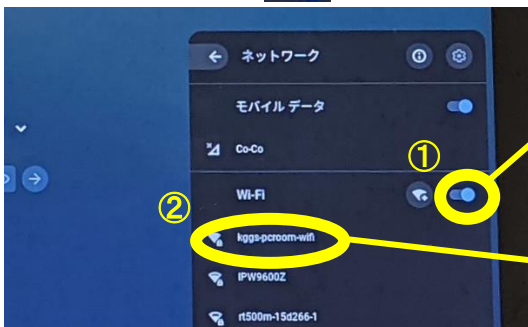 ネットワーク
モバイル データ
Co-Co
①
Wi-Fi
②
kggs-pcroom-wifi
IPW9600Z
rt500m-15d266-1